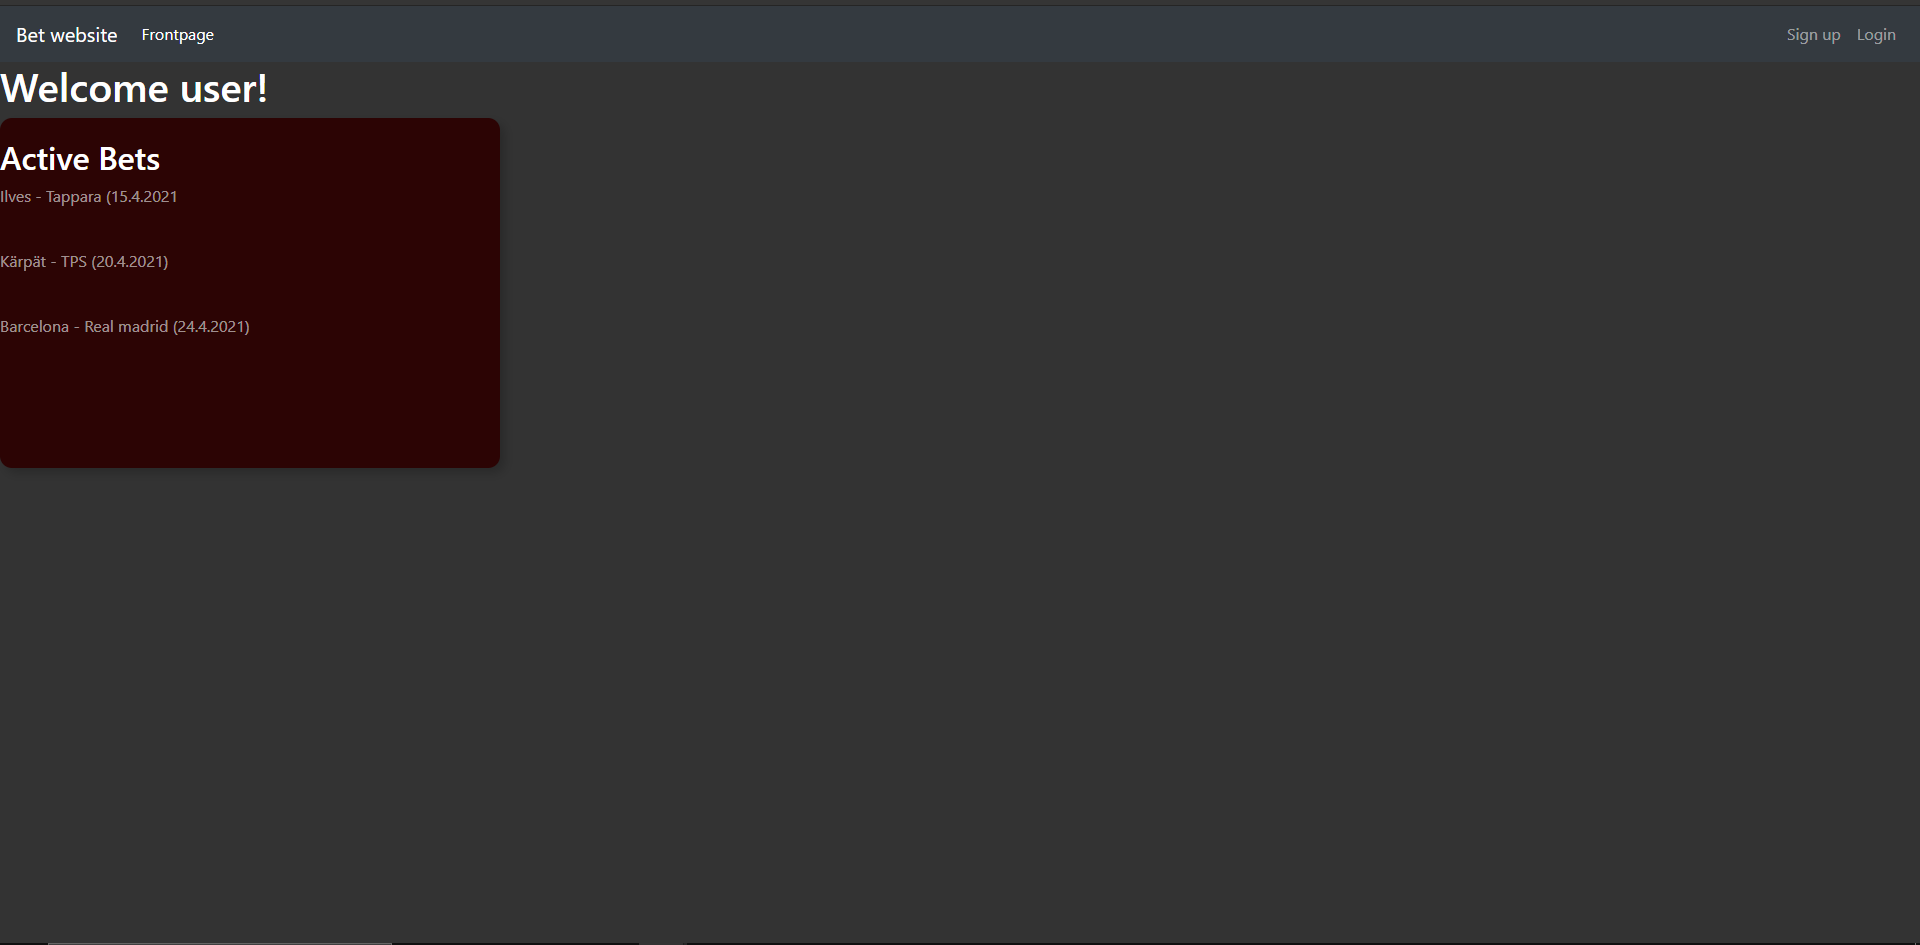 Bet website Frontpage Sign up Login
Welcome user!
Active Bets
Ilves - Tappara (15.4.2021
Kärpät - TPS (20.4.2021)
Barcelona - Real madrid (24.4.2021)